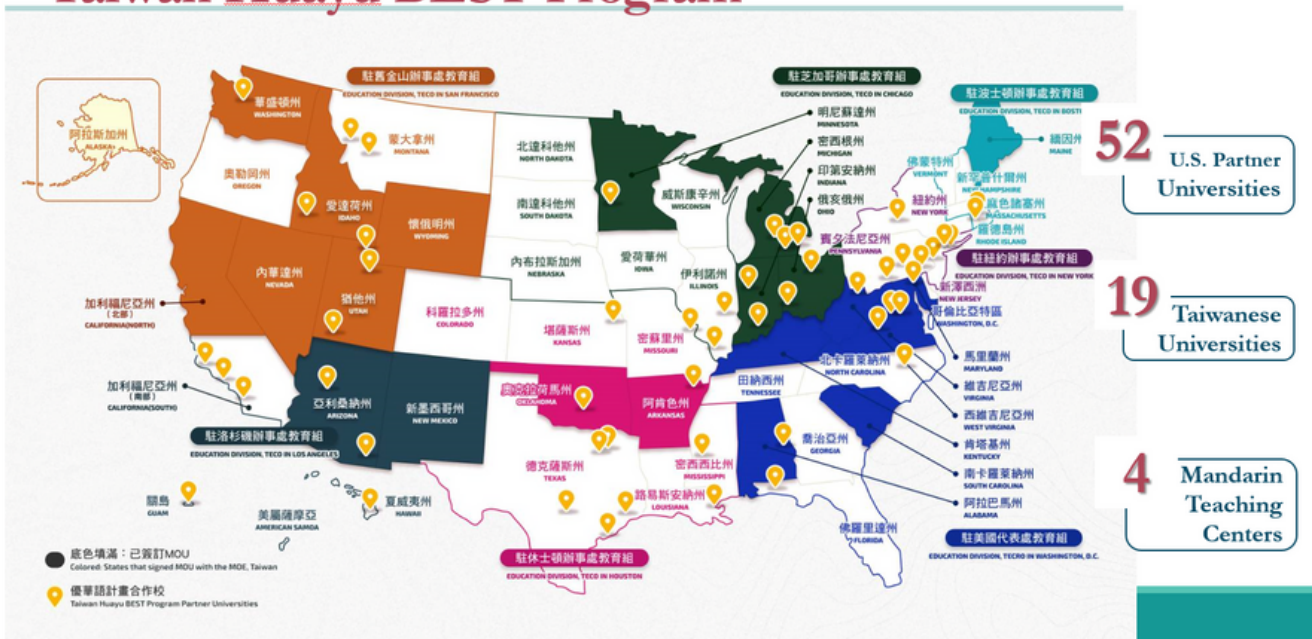 Taiwan Huayu BEST Program
駐舊金山辦事處教育組
EDUCATION DIVISION, TECO IN SAN FRANCISCO
駐芝加哥辦事處教育組
EDUCATION DIVISION, TECO IN CHICAGO
駐波士頓辦事處教育組
EDUCATION DIVISION, TECO IN BOST
阿拉斯加州
ALASKA
華盛頓州
WASHINGTON
蒙大拿州
MONTANA
奧勒岡州
OREGON
愛達荷州
IDAHO
懷俄明州
WYOMING
內華達州
NEVADA
猶他州
UTAH
加利福尼亞州
(北部)
CALIFORNIA(NORTH)
加利福尼亞州
(南部)
CALIFORNIA(SOUTH)
亞利桑納州
ARIZONA
新墨西哥州
NEW MEXICO
駐洛杉磯辦事處教育組
EDUCATION DIVISION, TECO IN LOS ANGELES
關島
GUAM
美屬薩摩亞
AMERICAN SAMOA
夏威夷州
HAWAII
北達科他州
NORTH DAKOTA
南達科他州
SOUTH DAKOTA
內布拉斯加州
NEBRASKA
明尼蘇達州
MINNESOTA
密西根州
MICHIGAN
印第安納州
INDIANA
俄亥俄州
OHIO
威斯康辛州
WISCONSIN
愛荷華州
IOWA
伊利諾州
ILLINOIS
科羅拉多州
COLORADO
堪薩斯州
KANSAS
密蘇里州
MISSOURI
奧克拉荷馬州
OKLAHOMA
阿肯色州
ARKANSAS
德克薩斯州
TEXAS
密西西比州
MISSISSIPPI
路易斯安納州
LOUISIANA
駐休士頓辦事處教育組
EDUCATION DIVISION, TECO IN HOUSTON
緬因州
MAINE
佛蒙特州
VERMONT
新罕普什爾州
NEW HAMPSHIRE
麻色諸塞州
MASSACHUSETTS
羅德島州
RHODE ISLAND
紐約州
NEW YORK
賓夕法尼亞州
PENNSYLVANIA
駐紐約辦事處教育組
EDUCATION DIVISION, TECO IN NEW YORK
新澤西洲
NEW JERSEY
哥倫比亞特區
WASHINGTON, D.C.
北卡羅萊納州
NORTH CAROLINA
田納西州
TENNESSEE
喬治亞州
GEORGIA
佛羅里達州
FLORIDA
馬里蘭州
MARYLAND
維吉尼亞州
VIRGINIA
西維吉尼亞州
WEST VIRGINIA
肯塔基州
KENTUCKY
南卡羅萊納州
SOUTH CAROLINA
阿拉巴馬州
ALABAMA
駐美國代表處教育組
EDUCATION DIVISION, TECRO IN WASHINGTON, D.C.
底色填滿：已簽訂MOU
Colored: States that signed MOU with the MOE, Taiwan
優華語計畫合作校
Taiwan Huayu BEST Program Partner Universities
52
U.S. Partner
Universities
19
Taiwanese
Universities
4
Mandarin
Teaching
Centers